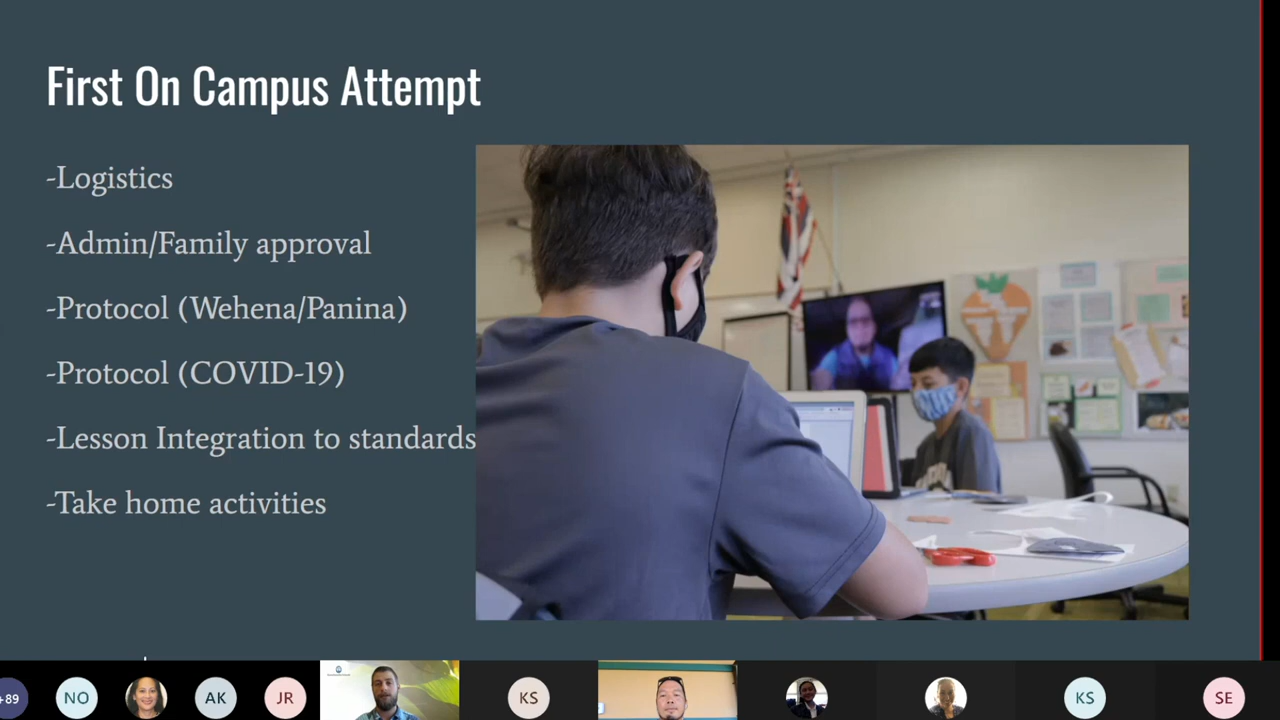 First On Campus Attempt
-Logistics
-Admin/Family approval
-Protocol (Wehena/Panina)
-Protocol (COVID-19)
-Lesson Integration to standards
-Take home activities
+89
NO
AK
JR
KS
KS
SE